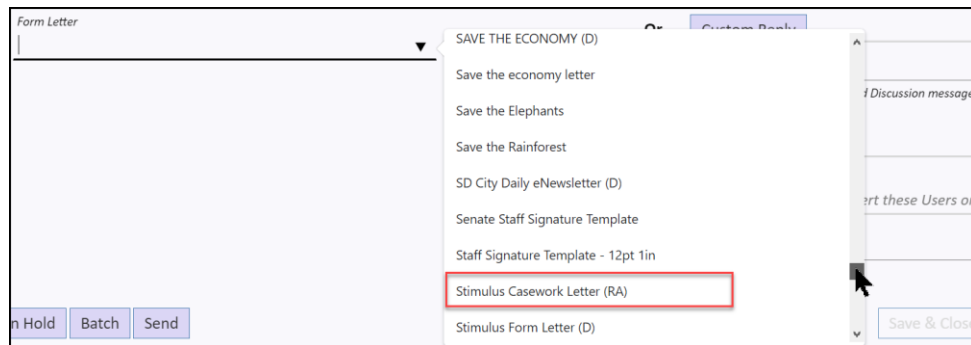 Form Letter
Or
Custom Reply
SAVE THE ECONOMY (D)
Save the economy letter
Save the Elephants
Discussion message
Save the Rainforest
SD City Daily eNewsletter (D)
these Users
Senate Staff Signature Template
Staff Signature Template - 12pt 1in
Stimulus Casework Letter (RA)
Stimulus Form Letter (D)
Hold
Batch
Send
Save & Close